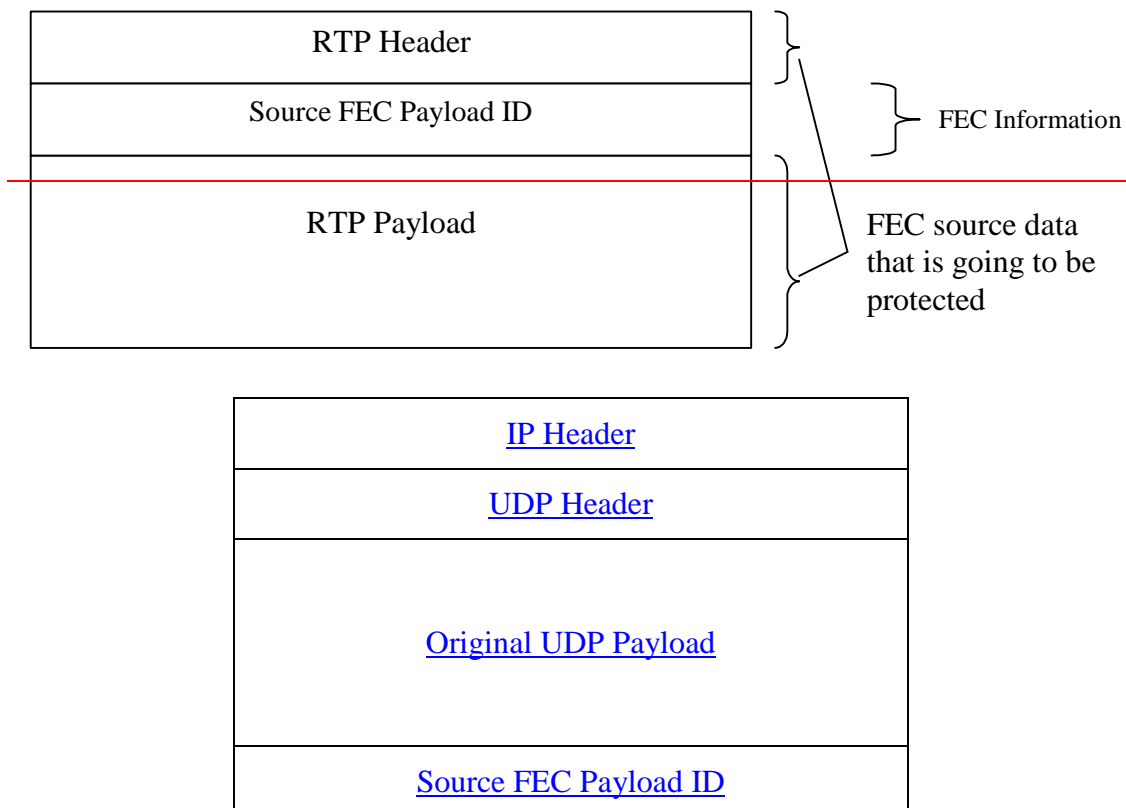 RTP Header
Source FEC Payload ID
FEC Information
RTP Payload
FEC source data
that is going to be
protected
IP Header
UDP Header
Original UDP Payload
Source FEC Payload ID